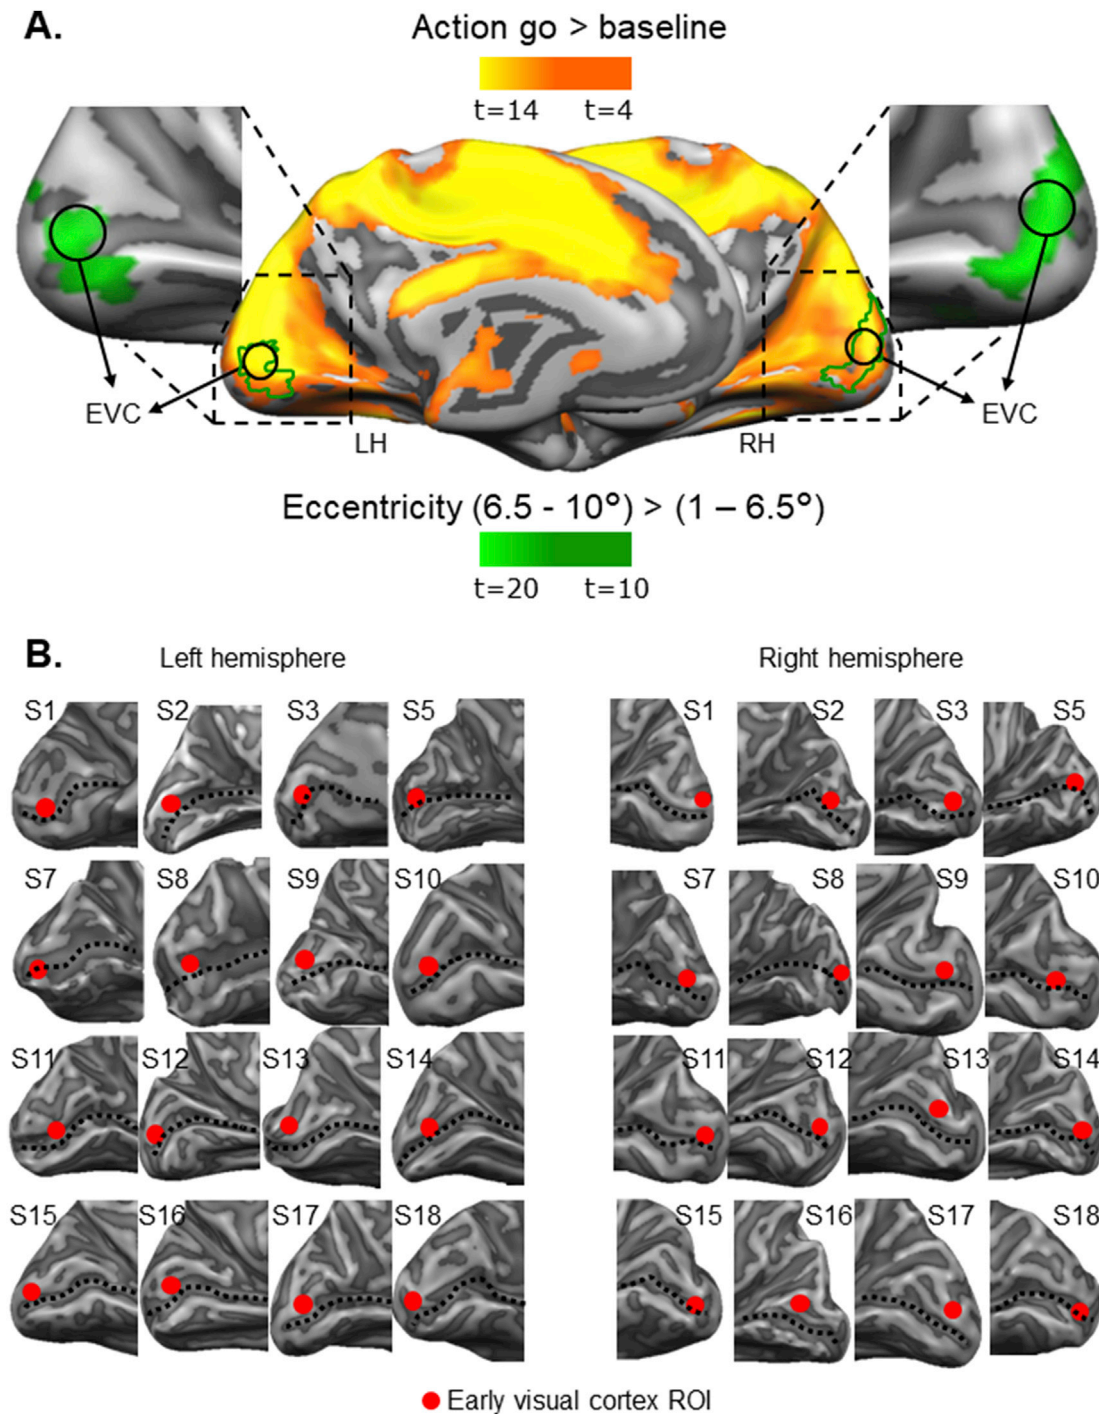 A.
Action go > baseline
t=14 t=4
EVC
EVC
LH
RH
Eccentricity (6.5 - 10°) > (1 – 6.5°)
t=20 t=10
B.
Left hemisphere
Right hemisphere
S1 S2 S3 S5 S1 S2 S3 S5
S7 S8 S9 S10 S7 S8 S9 S10
S11 S12 S13 S14 S11 S12 S13 S14
S15 S16 S17 S18 S15 S16 S17 S18
Early visual cortex ROI